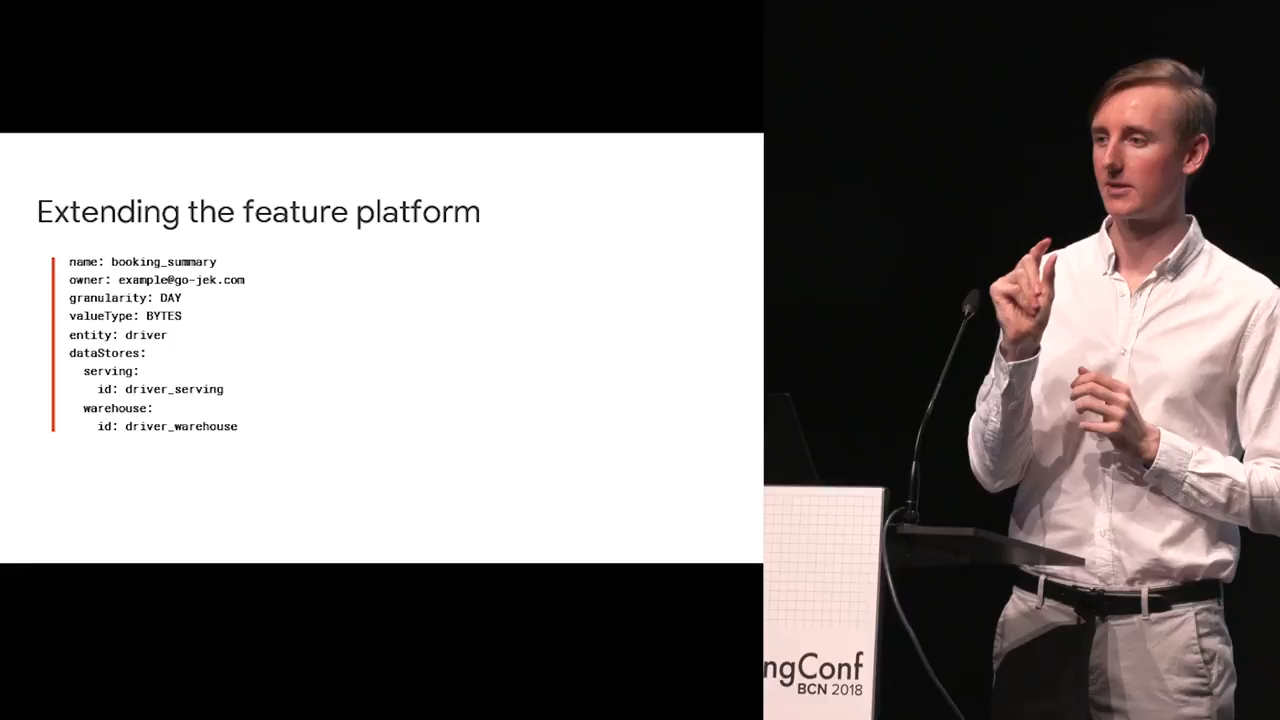 Extending the feature platform
name: booking_summary
owner: example@go-jek.com
granularity: DAY
valueType: BYTES
entity: driver
dataStores:
serving:
id: driver_serving
warehouse:
id: driver_warehouse
ngConf
BCN 2018